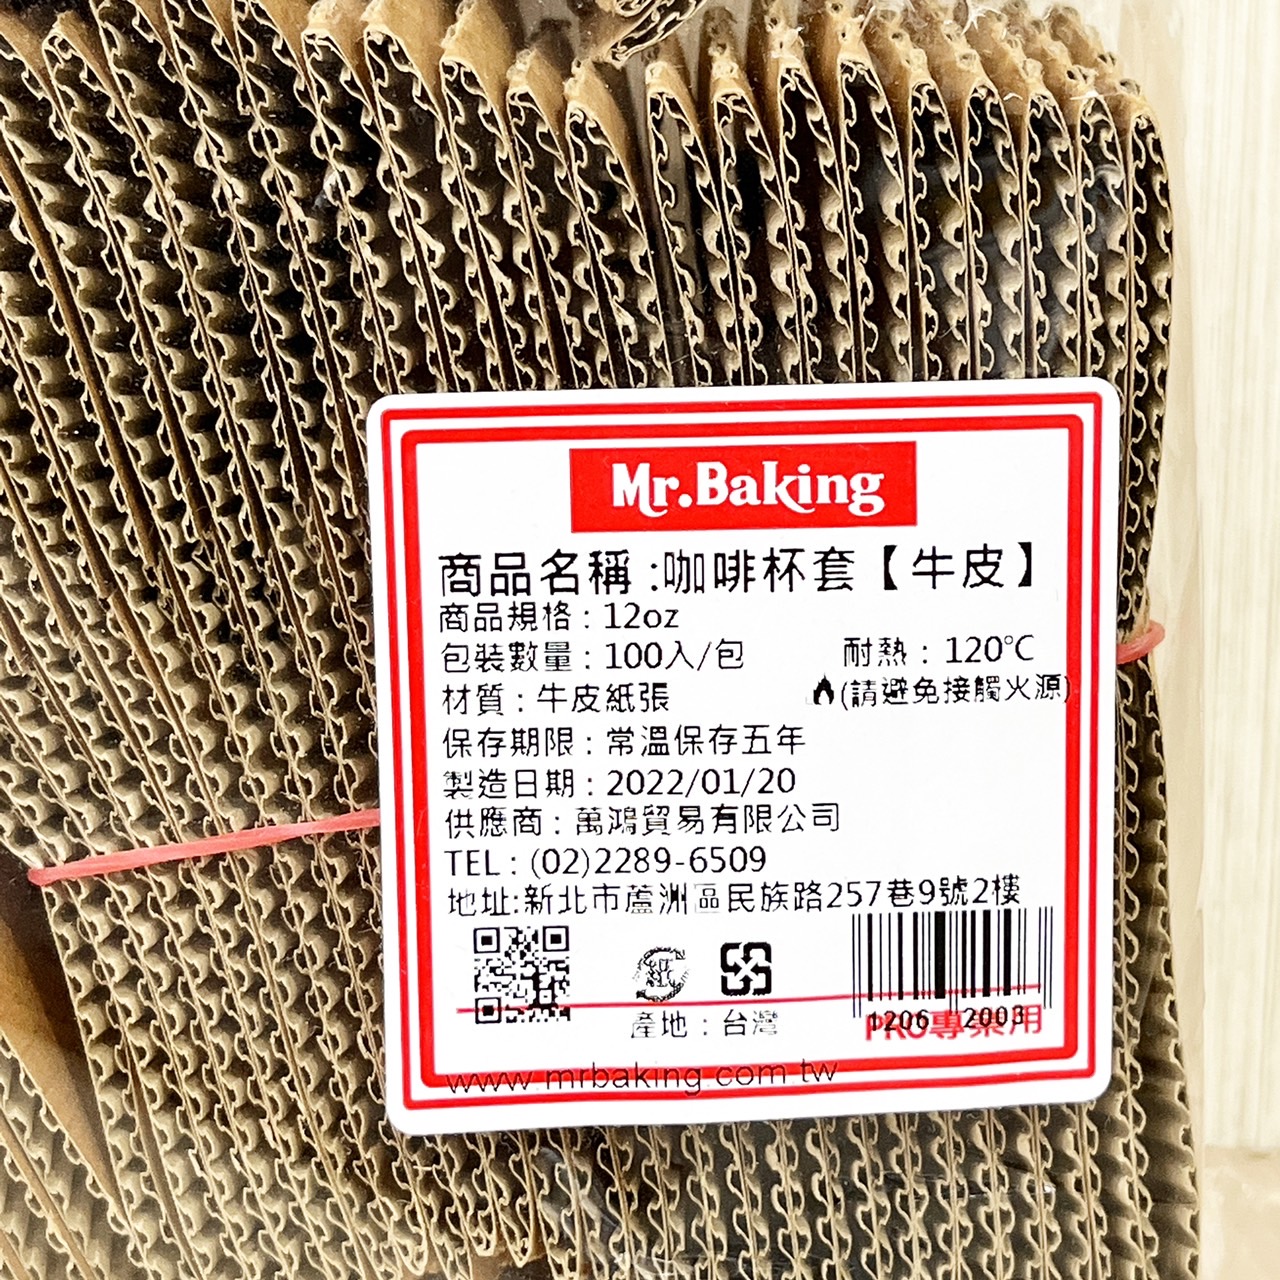 Mr.Baking
商品名稱:咖啡杯套【牛皮】
商品規格:12oz
包裝數量:100入/包 耐熱:120°C
材質:牛皮紙張 (請避免接觸火源)
保存期限:常溫保存五年
製造日期:2022/01/20
供應商:萬鴻貿易有限公司
TEL:(02)2289-6509
地址:新北市蘆洲區民族路257巷9號2樓
紙
1206 2003
產地:台灣 PRO專業用
www.mrbaking.com.tw